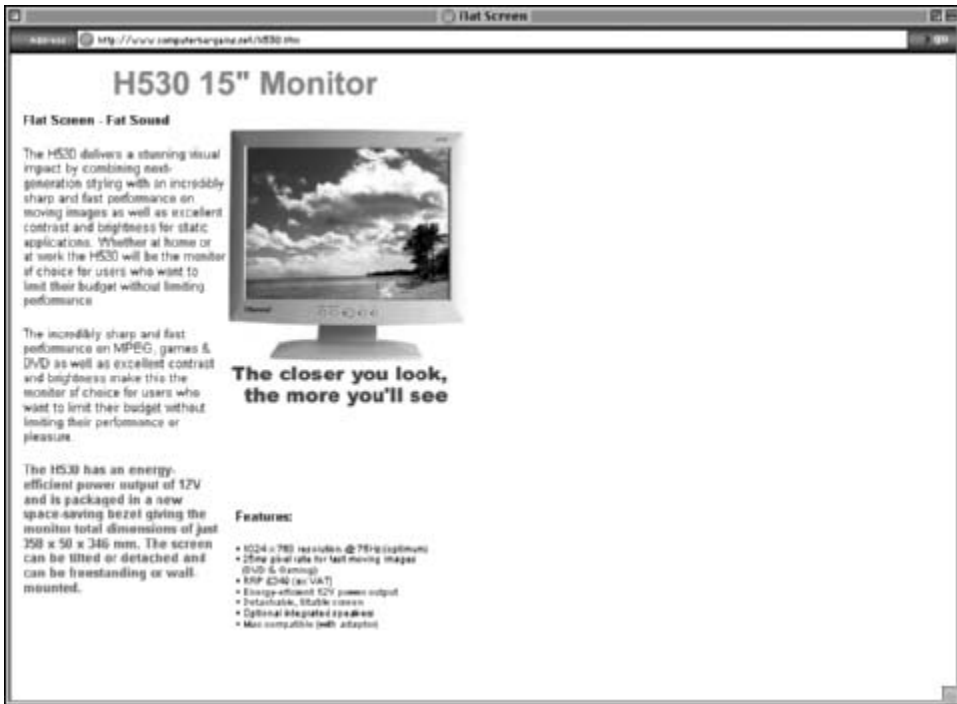 Flat Screen
Address
http://www.computerbargains.net/H530.htm
go
H530 15" Monitor
Flat Screen - Fat Sound
The H530 delivers a stunning visual
impact by combining next-
generation styling with an incredibly
sharp and fast performance on
moving images as well as excellent
contrast and brightness for static
applications. Whether at home or
at work the H530 will be the monitor
of choice for users who want to
limit their budget without limiting
performance
The incredibly sharp and fast
performance on MPEG, games &
DVD as well as excellent contrast
and brightness make this the
monitor of choice for users who
want to limit their budget without
limiting their performance or
pleasure.
The H530 has an energy-
efficient power output of 12V
and is packaged in a new
space-saving bezel giving the
monitor total dimensions of just
358 x 50 x 346 mm. The screen
can be tilted or detached and
can be freestanding or wall-
mounted.
The closer you look,
the more you'll see
Features:
• 1024 x 768 resolution @ 75Hz (optimum)
• 25ms pixel rate for fast moving images
(DVD & Gaming)
• RRP £349 (ex VAT)
• Energy-efficient 12V power output
• Detachable, tiltable screen
• Optional integrated speakers
• Mac compatible (with adaptor)